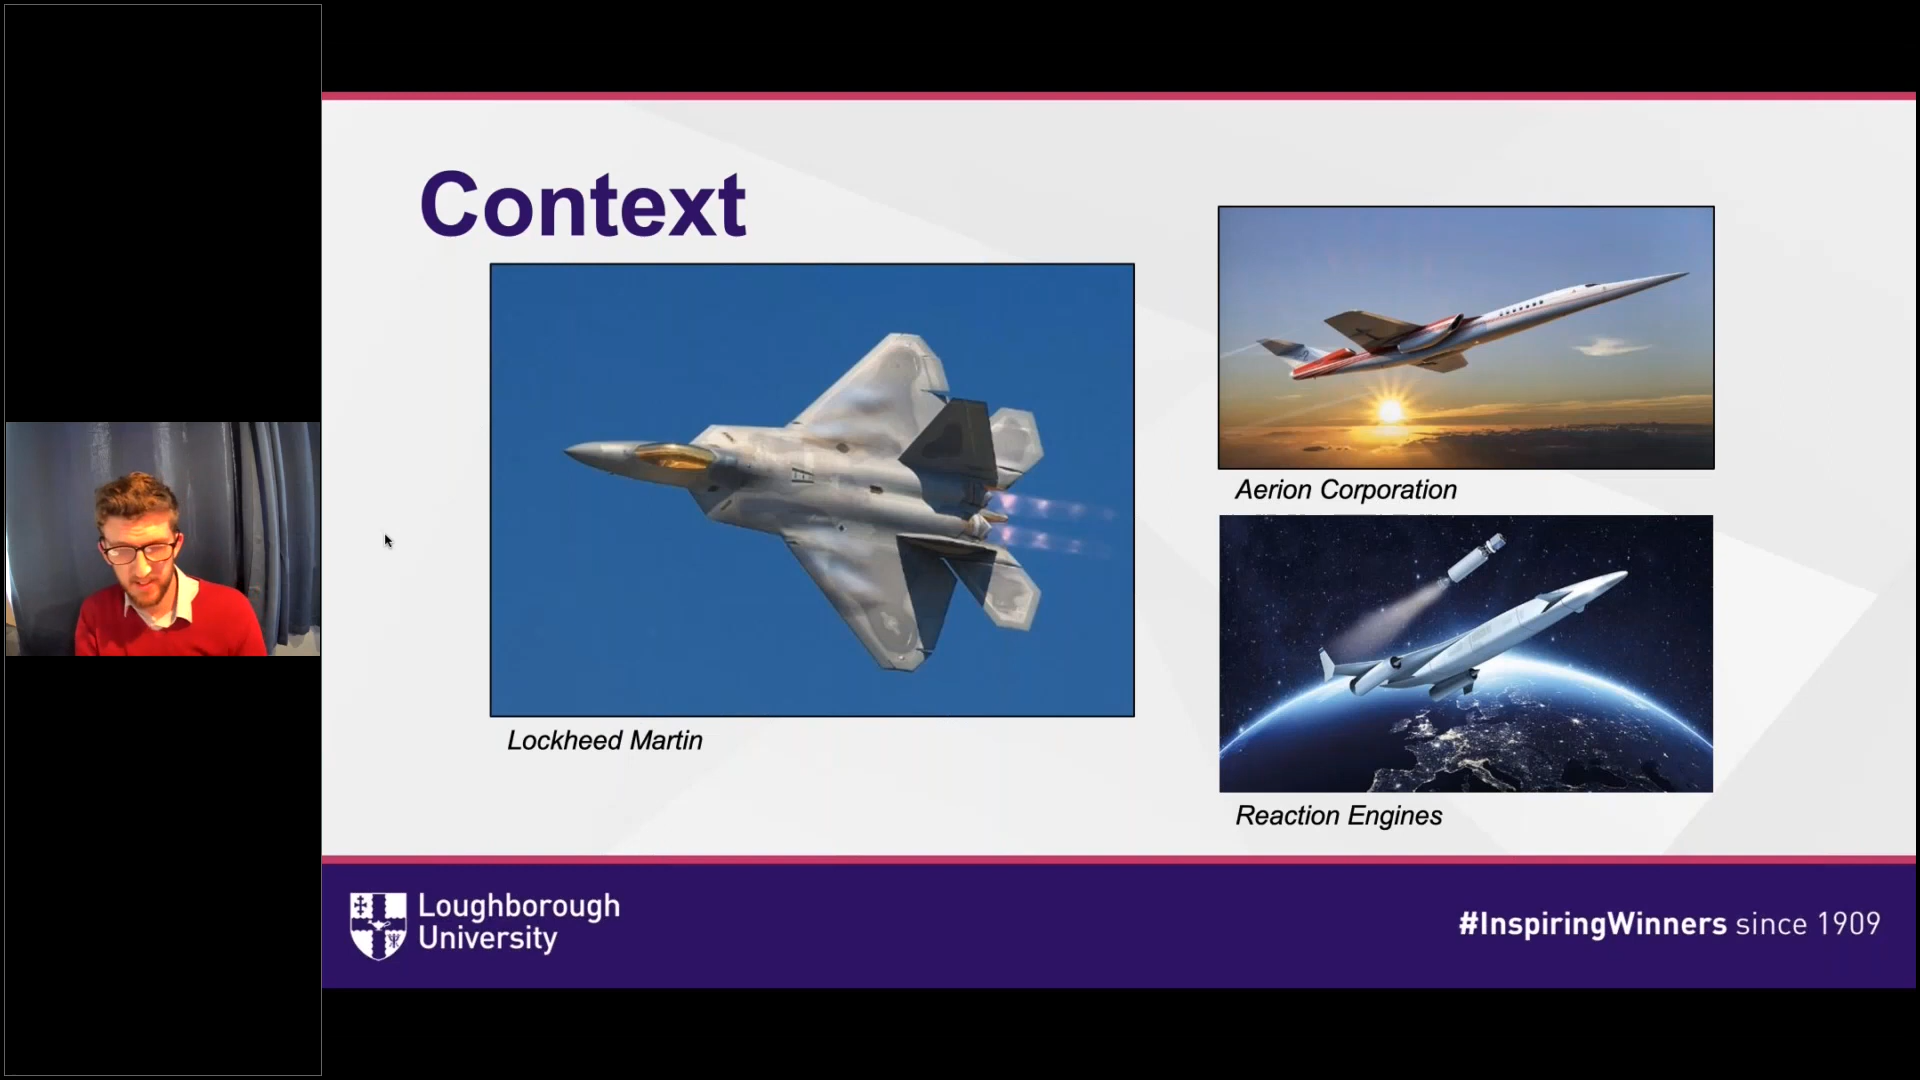 Context
Lockheed Martin
Aerion Corporation
Reaction Engines
Loughborough
University
#InspiringWinners since 1909